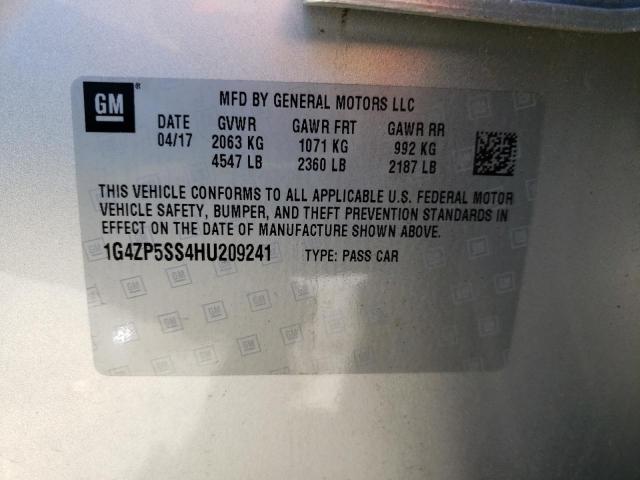 GM ® MFD BY GENERAL MOTORS LLC
DATE GVWR GAWR FRT GAWR RR
04/17 2063 KG 1071 KG 992 KG
4547 LB 2360 LB 2187 LB
THIS VEHICLE CONFORMS TO ALL APPLICABLE U.S. FEDERAL MOTOR
VEHICLE SAFETY, BUMPER, AND THEFT PREVENTION STANDARDS IN
EFFECT ON THE DATE OF MANUFACTURE SHOWN ABOVE.
1G4ZP5SS4HU209241 TYPE: PASS CAR